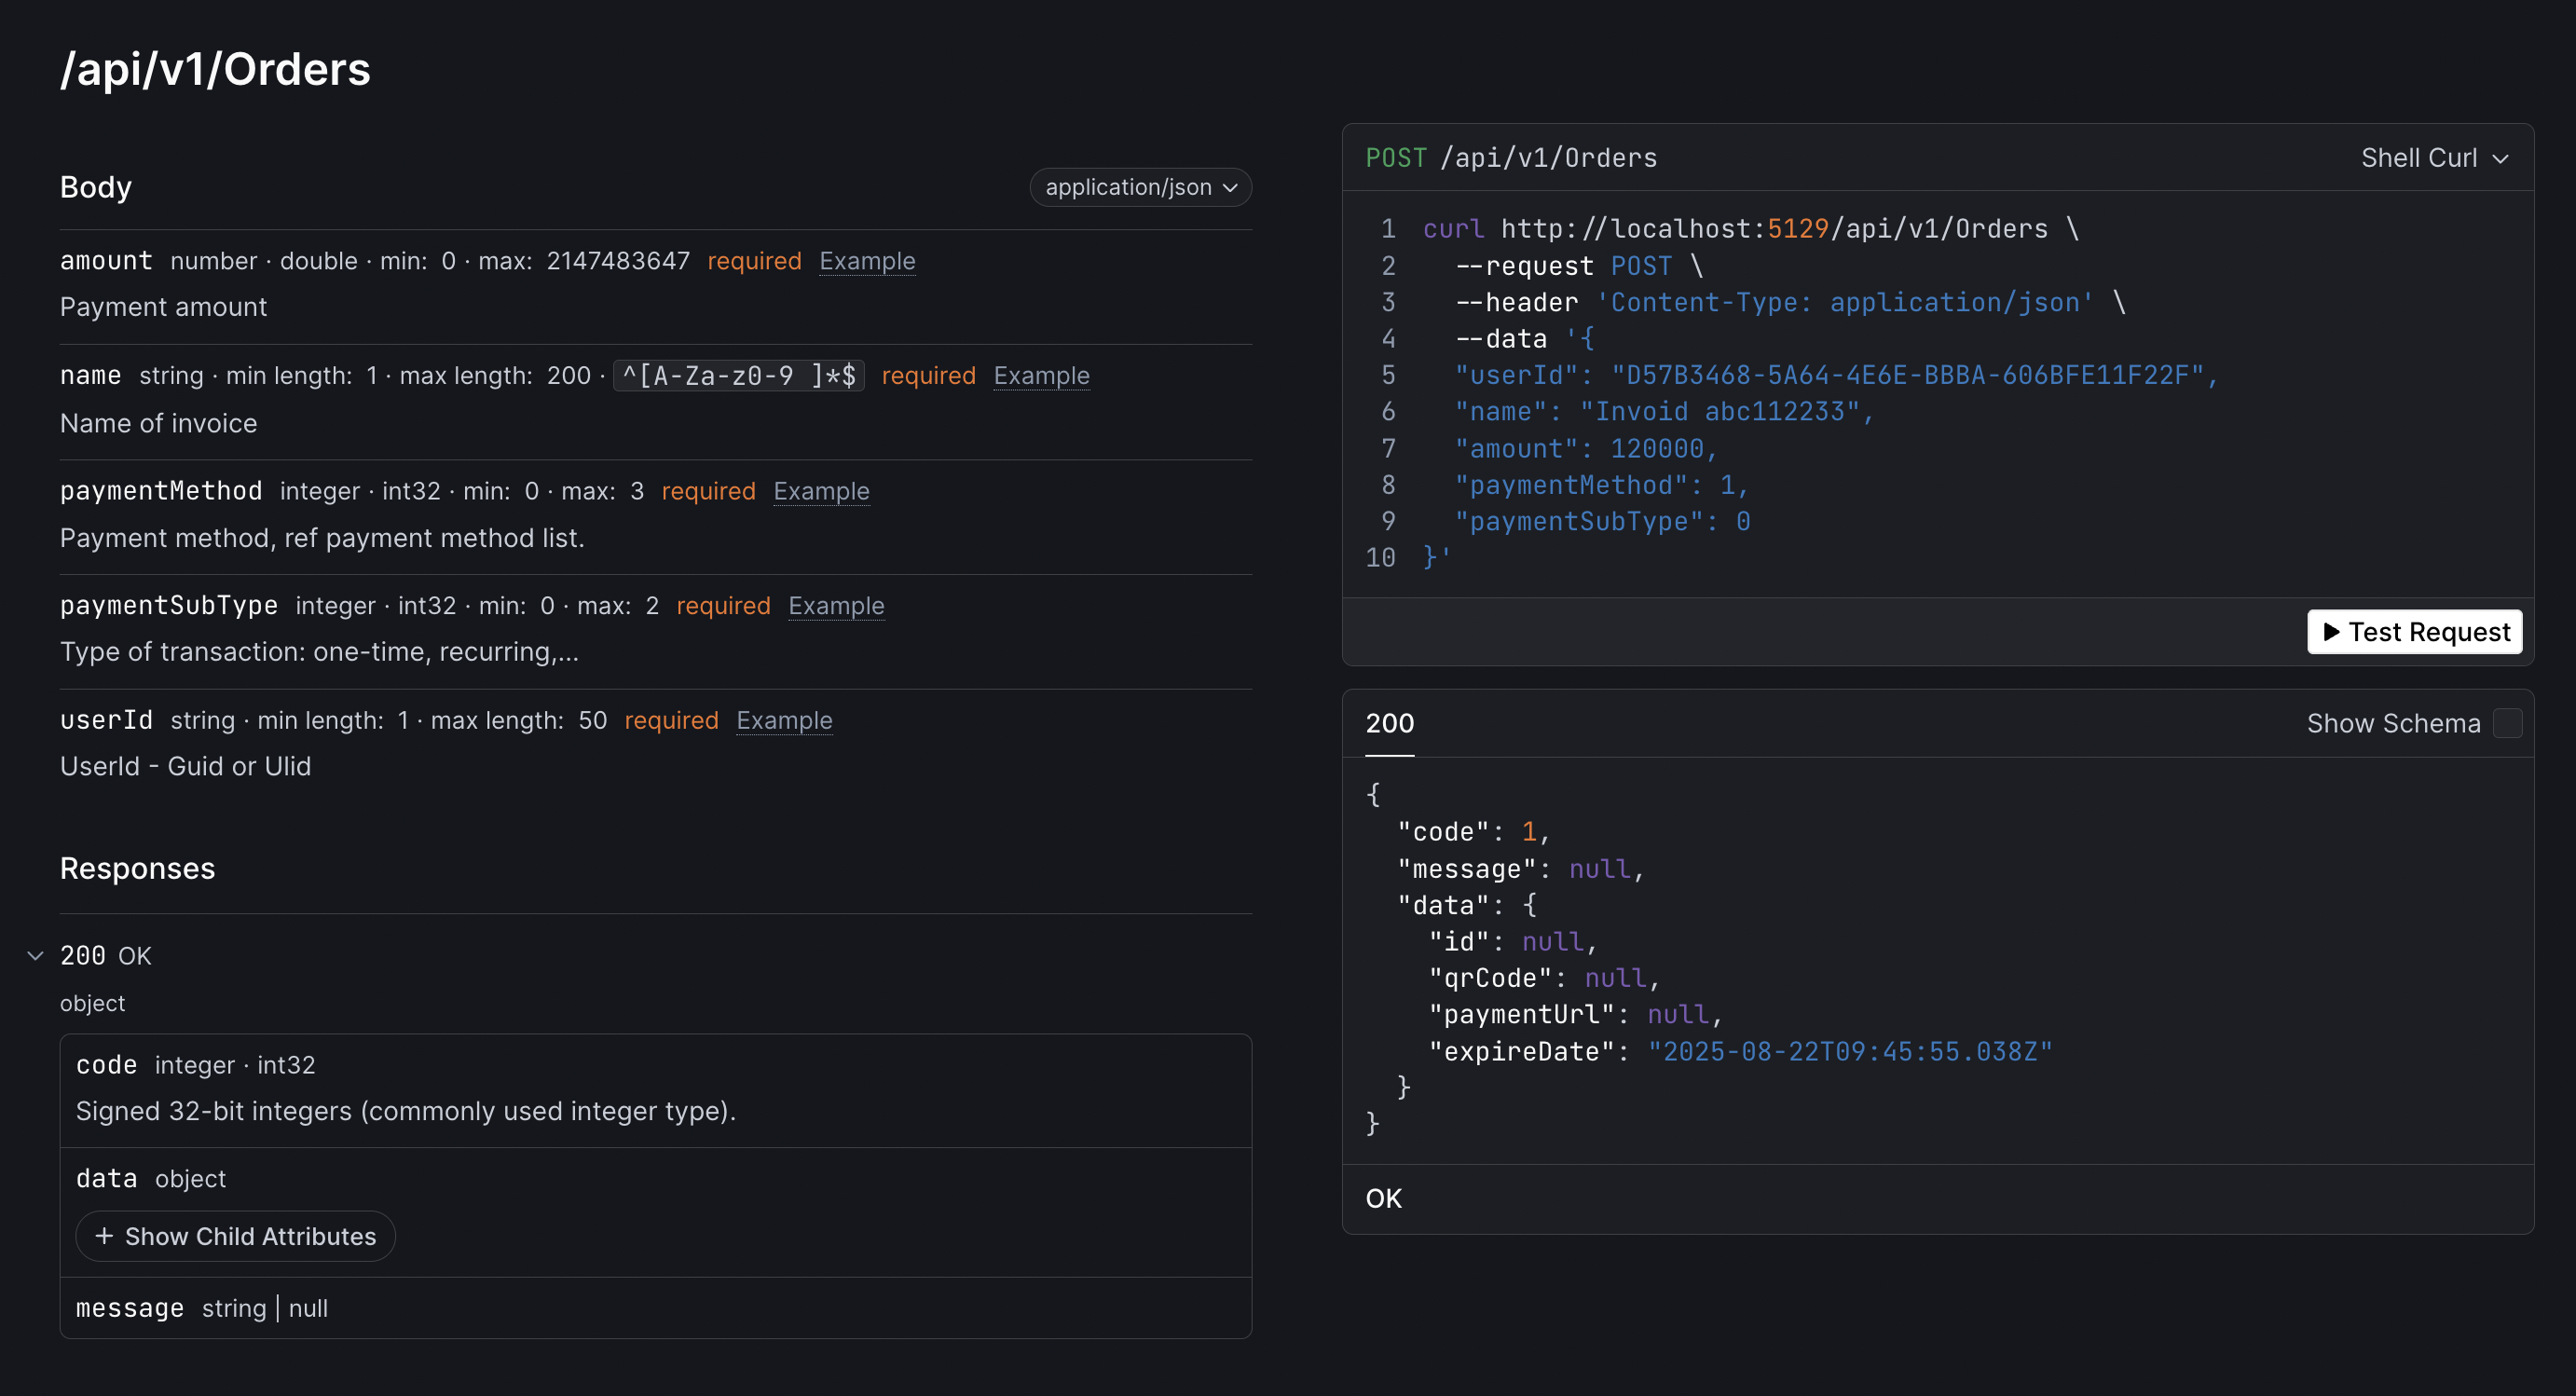 /api/v1/Orders
Body
application/json
amount number · double · min: 0 · max: 2147483647 required Example
Payment amount
name string · min length: 1 · max length: 200 · ^[A-Za-z0-9 ]*$ required Example
Name of invoice
paymentMethod integer · int32 · min: 0 · max: 3 required Example
Payment method, ref payment method list.
paymentSubType integer · int32 · min: 0 · max: 2 required Example
Type of transaction: one-time, recurring,...
userId string · min length: 1 · max length: 50 required Example
UserId - Guid or Ulid
Responses
200 OK
object
code integer · int32
Signed 32-bit integers (commonly used integer type).
data object
+ Show Child Attributes
message string | null
POST /api/v1/Orders
Shell Curl
1 curl http://localhost:5129/api/v1/Orders \
2 --request POST \
3 --header 'Content-Type: application/json' \
4 --data '{
5 "userId": "D57B3468-5A64-4E6E-BBBA-606BFE11F22F",
6 "name": "Invoid abc112233",
7 "amount": 120000,
8 "paymentMethod": 1,
9 "paymentSubType": 0
10 }'
Test Request
200
Show Schema
{
"code": 1,
"message": null,
"data": {
"id": null,
"qrCode": null,
"paymentUrl": null,
"expireDate": "2025-08-22T09:45:55.038Z"
}
}
OK